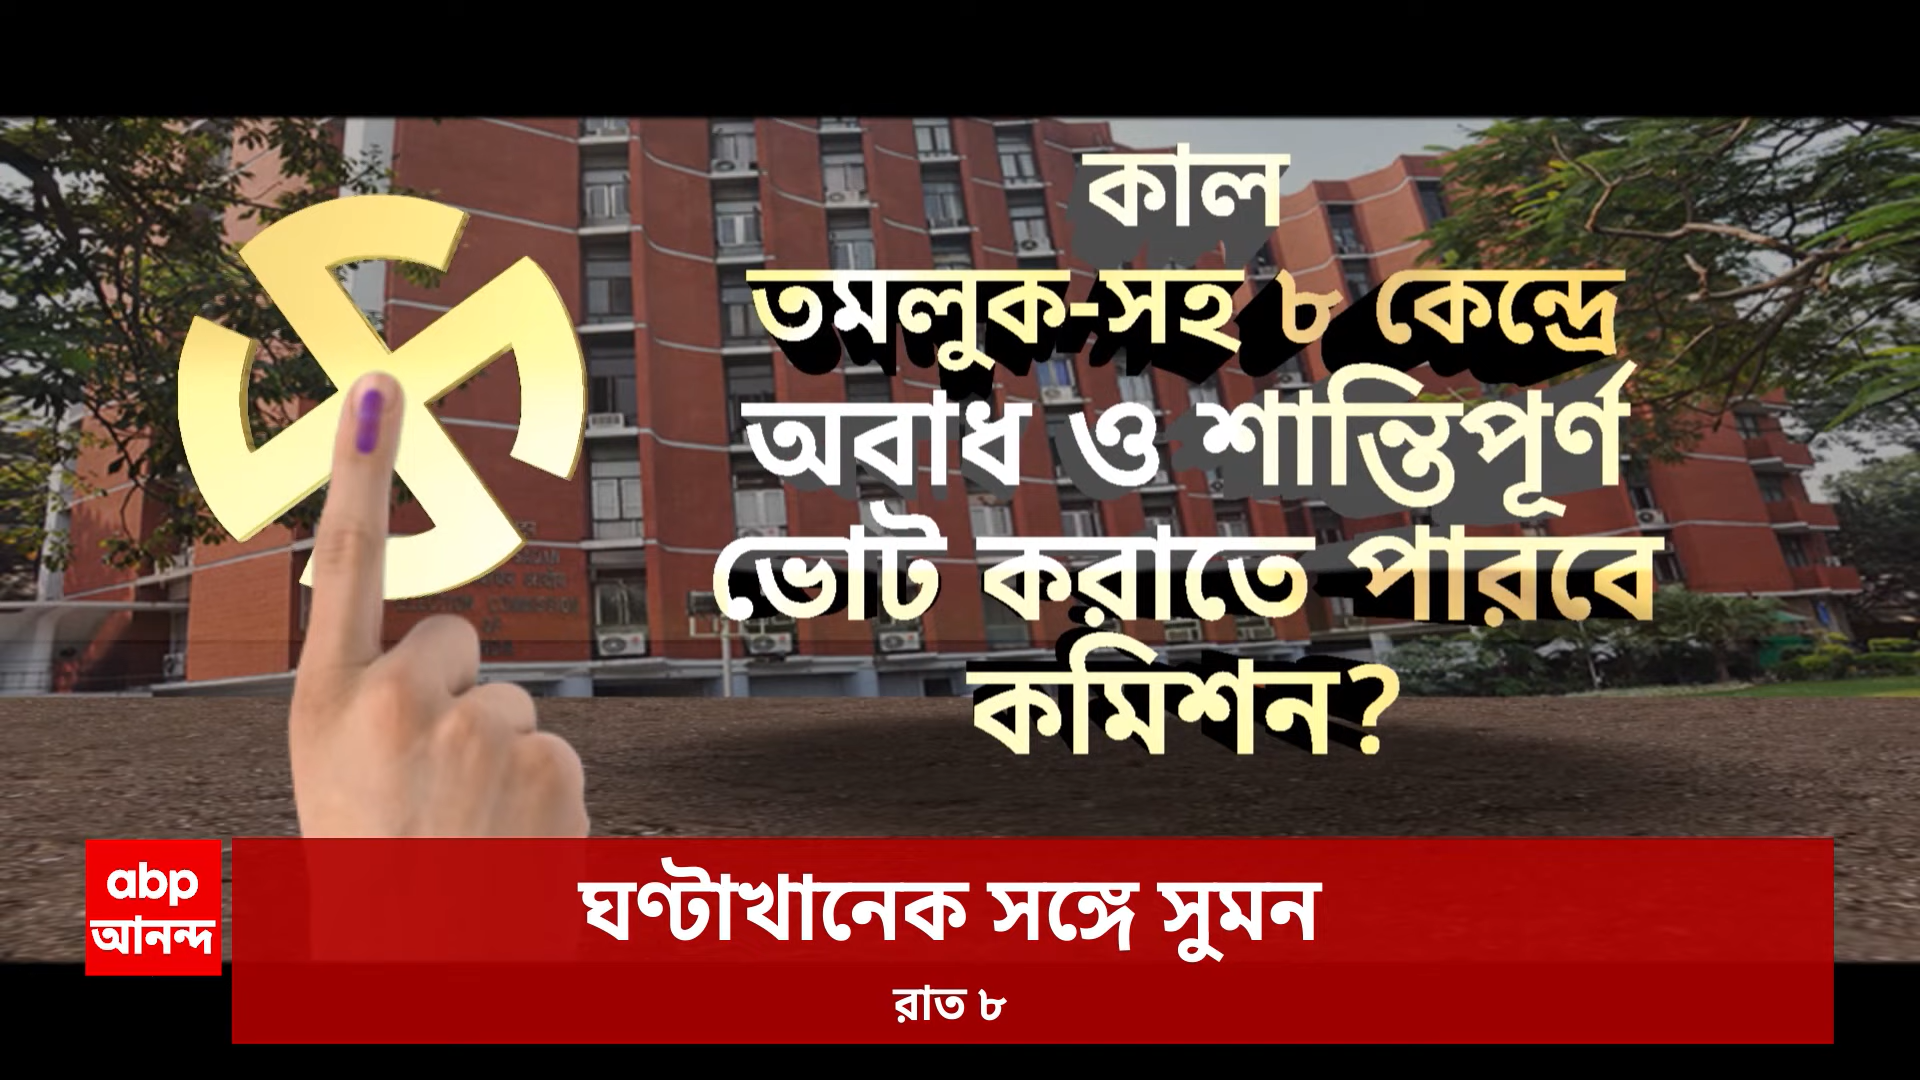 কাল
তমলুক-সহ ৮ কেন্দ্রে
অবাধ ও শান্তিপূর্ণ
ভোট করাতে পারবে
কমিশন?
abp
আনন্দ
ঘণ্টাখানেক সঙ্গে সুমন
রাত ৮